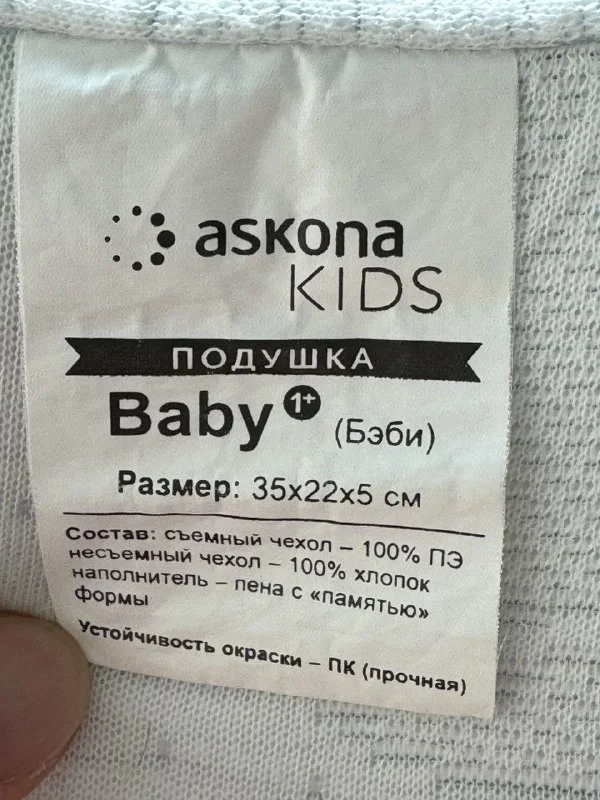 askona
KIDS
ПОДУШКА
Baby 1+ (Бэби)
Размер: 35х22х5 см
Состав: съемный чехол – 100% ПЭ
несъемный чехол – 100% хлопок
наполнитель – пена с «памятью»
формы
Устойчивость окраски – ПК (прочная)